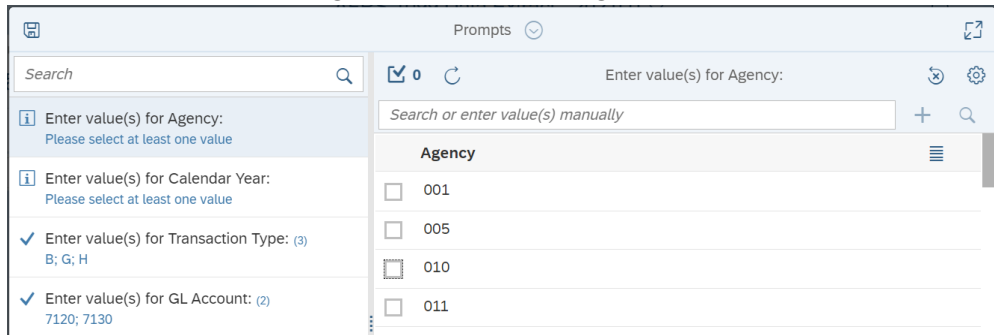 Prompts
Search
0
Enter value(s) for Agency:
Search or enter value(s) manually
Enter value(s) for Agency:
Please select at least one value
Agency
Enter value(s) for Calendar Year:
Please select at least one value
001
005
Enter value(s) for Transaction Type: (3)
B; G; H
010
Enter value(s) for GL Account: (2)
7120; 7130
011